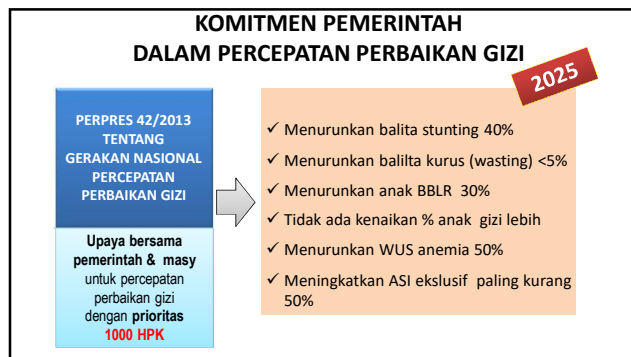 KOMITMEN PEMERINTAH
DALAM PERCEPATAN PERBAIKAN GIZI
2025
PERPRES 42/2013
TENTANG
GERAKAN NASIONAL
PERCEPATAN
PERBAIKAN GIZI
Upaya bersama
pemerintah & masy
untuk percepatan
perbaikan gizi
dengan prioritas
1000 HPK
✓ Menurunkan balita stunting 40%
✓ Menurunkan balilta kurus (wasting) <5%
✓ Menurunkan anak BBLR 30%
✓ Tidak ada kenaikan % anak gizi lebih
✓ Menurunkan WUS anemia 50%
✓ Meningkatkan ASI ekslusif paling kurang
50%